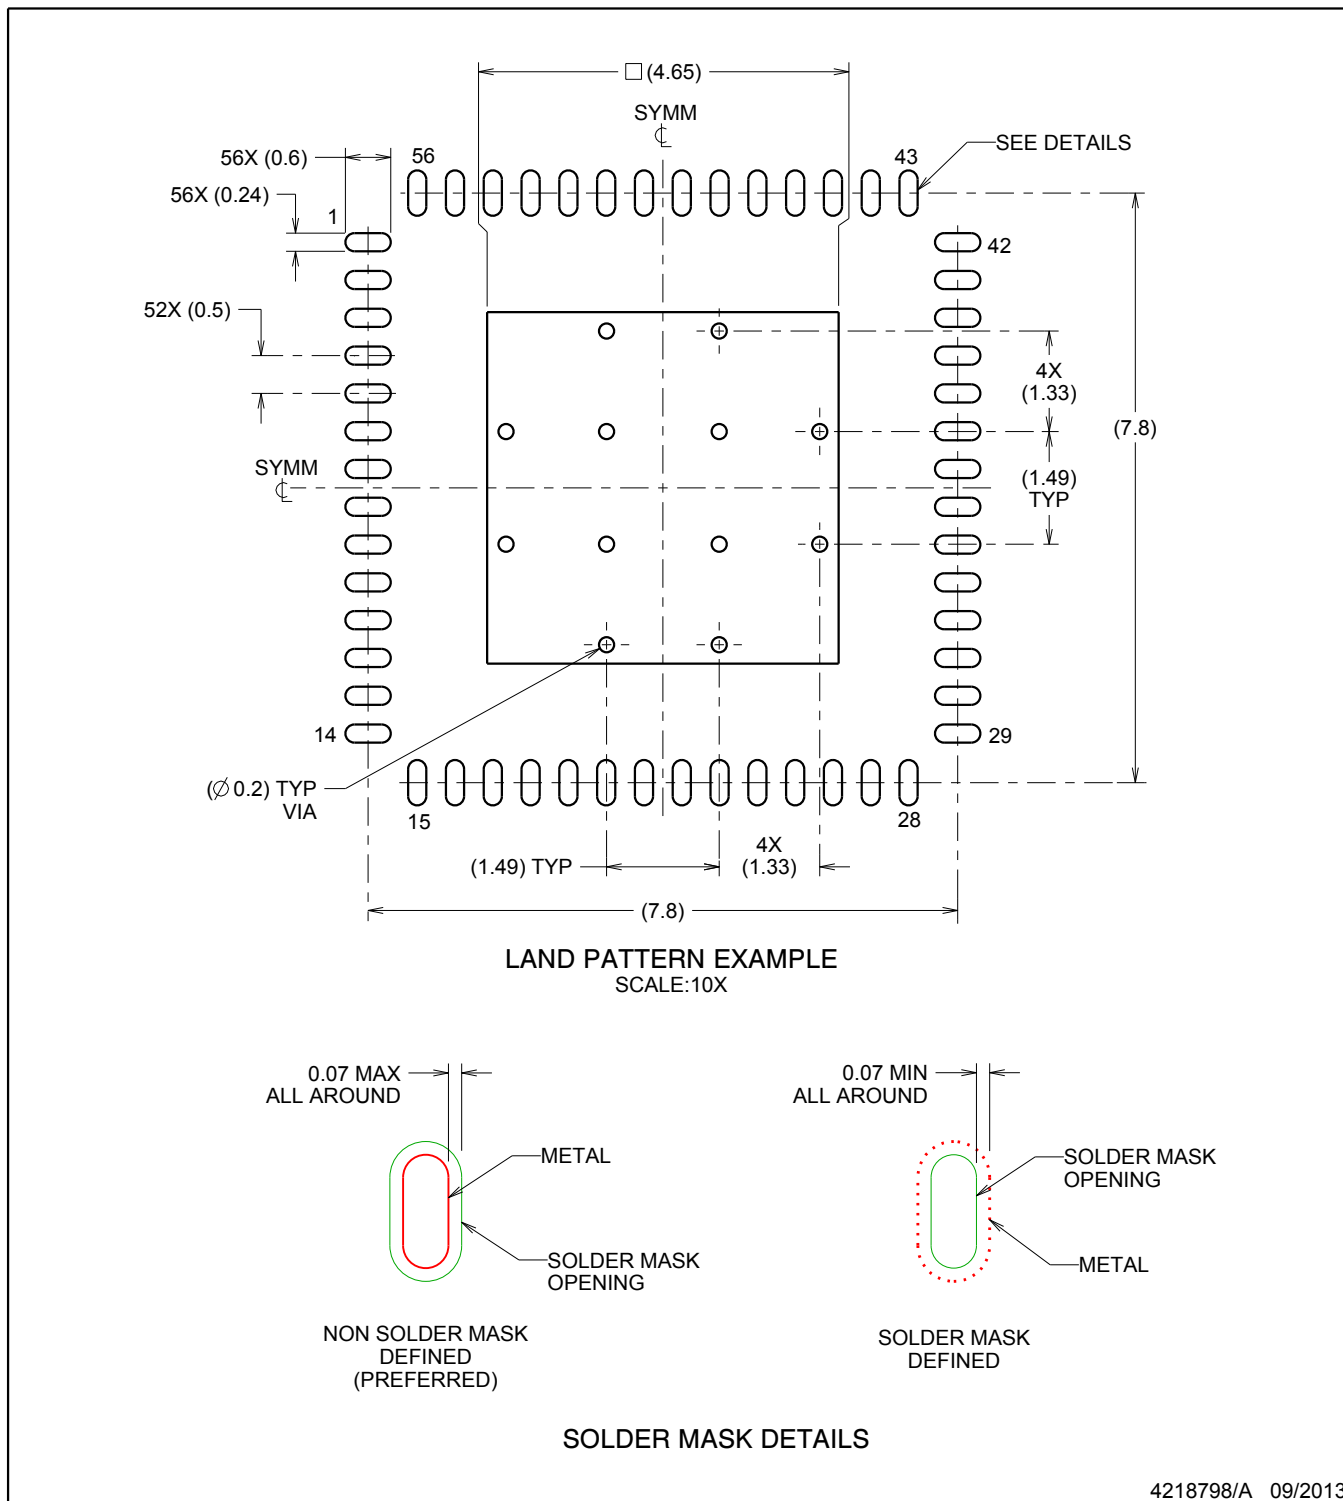 (4.65)
SYMM
56X (0.6)
56
43
SEE DETAILS
56X (0.24)
1
42
52X (0.5)
4X
(1.33)
(7.8)
SYMM
(1.49)
TYP
14
29
(Ø 0.2) TYP
VIA
15
28
(1.49) TYP
4X
(1.33)
(7.8)
LAND PATTERN EXAMPLE
SCALE:10X
0.07 MAX
ALL AROUND
METAL
SOLDER MASK
OPENING
NON SOLDER MASK
DEFINED
(PREFERRED)
0.07 MIN
ALL AROUND
SOLDER MASK
OPENING
METAL
SOLDER MASK
DEFINED
SOLDER MASK DETAILS
4218798/A 09/2013